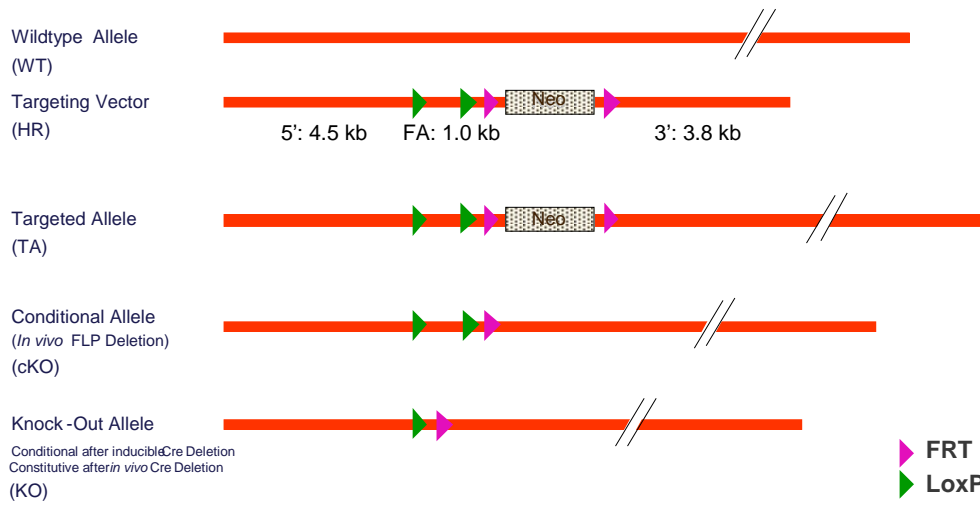 Wildtype Allele
(WT)
Targeting Vector
(HR)
Neo
5’: 4.5 kb FA: 1.0 kb 3’: 3.8 kb
Targeted Allele
(TA)
Neo
Conditional Allele
(In vivo FLP Deletion)
(cKO)
Knock-Out Allele
Conditional after inducible Cre Deletion
Constitutive after in vivo Cre Deletion
(KO)
FRT
LoxP